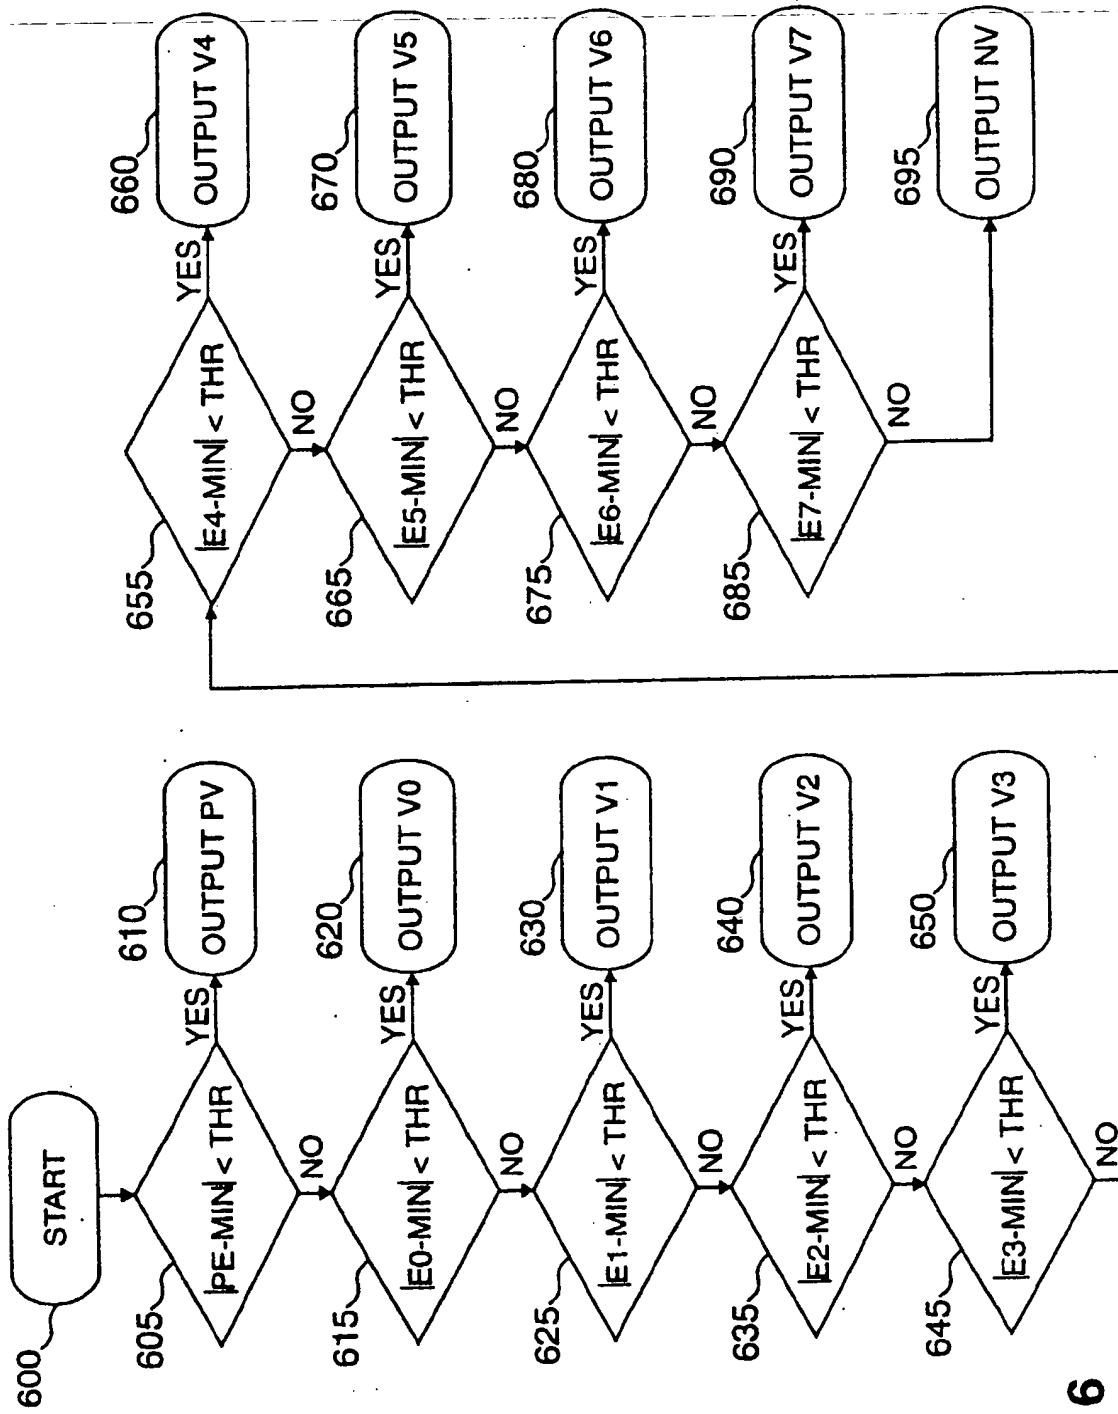 600
START
605
|PE-MIN| < THR
YES
610
OUTPUT PV
NO
615
|E0-MIN| < THR
YES
620
OUTPUT V0
NO
625
|E1-MIN| < THR
YES
630
OUTPUT V1
NO
635
|E2-MIN| < THR
YES
640
OUTPUT V2
NO
645
|E3-MIN| < THR
YES
650
OUTPUT V3
NO
655
|E4-MIN| < THR
YES
660
OUTPUT V4
NO
665
|E5-MIN| < THR
YES
670
OUTPUT V5
NO
675
|E6-MIN| < THR
YES
680
OUTPUT V6
NO
685
|E7-MIN| < THR
YES
690
OUTPUT V7
NO
695
OUTPUT NV
6